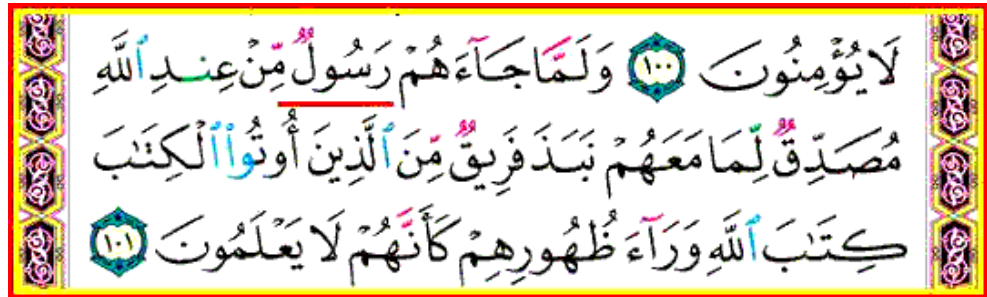 لَا يُؤْمِنُونَ ١٠٠ وَلَمَّا جَآءَهُمْ رَسُولٌ مِّنْ عِندِ ٱللَّهِ
مُصَدِّقٌ لِّمَا مَعَهُمْ نَبَذَ فَرِيقٌ مِّنَ ٱلَّذِينَ أُوتُوا۟ ٱلْكِتَٰبَ
كِتَٰبَ ٱللَّهِ وَرَآءَ ظُهُورِهِمْ كَأَنَّهُمْ لَا يَعْلَمُونَ ١٠١